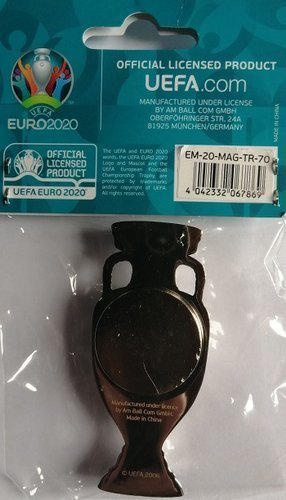 OFFICIAL LICENSED PRODUCT
UEFA.com
MANUFACTURED UNDER LICENSE
BY AM BALL COM GMBH
OBERFÖHRINGER STR. 24A
81925 MÜNCHEN/GERMANY
MADE IN CHINA
UEFA
EURO2020
OFFICIAL
LICENSED
PRODUCT
UEFA EURO 2020
The UEFA and EURO 2020
words, the UEFA EURO 2020
Logo and Mascot and the
UEFA European Football
Championship Trophy are
protected by trademarks
and/or copyright of UEFA.
All rights reserved.
EM-20-MAG-TR-70
4 042332 067869
Manufactured under licence
by Am Ball Com GmbH.
Made in China
© UEFA 2006